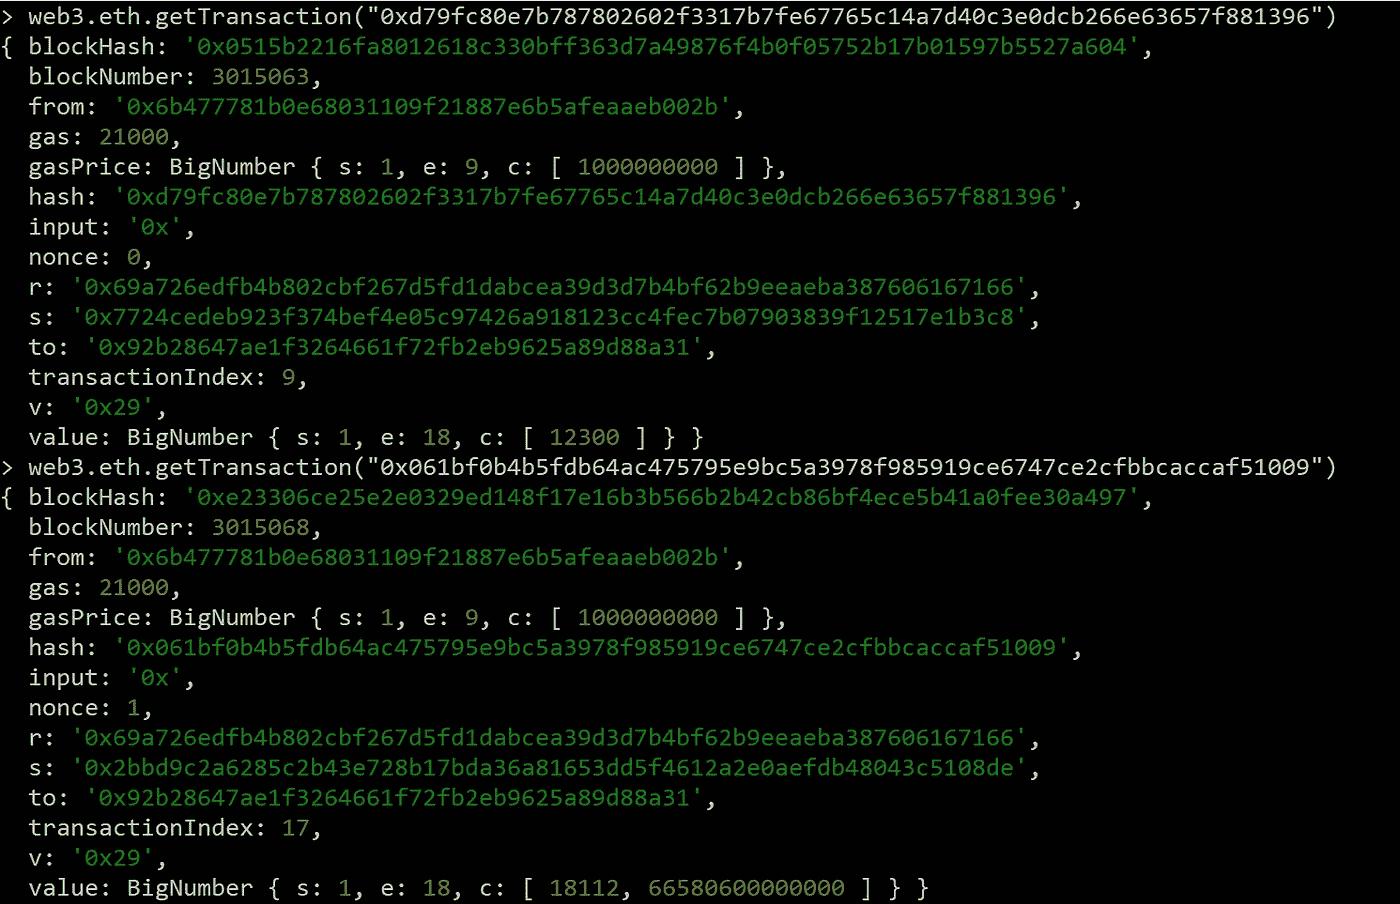 > web3.eth.getTransaction("0xd79fc80e7b787802602f3317b7fe67765c14a7d40c3e0dcb266e63657f881396")
{ blockHash: '0x0515b2216fa8012618c330bff363d7a49876f4b0f05752b17b01597b5527a604',
blockNumber: 3015063,
from: '0x6b477781b0e68031109f21887e6b5afeaaeb002b',
gas: 21000,
gasPrice: BigNumber { s: 1, e: 9, c: [ 1000000000 ] },
hash: '0xd79fc80e7b787802602f3317b7fe67765c14a7d40c3e0dcb266e63657f881396',
input: '0x',
nonce: 0,
r: '0x69a726edfb4b802cbf267d5fd1dabcea39d3d7b4bf62b9eeaeba387606167166',
s: '0x7724cedeb923f374bef4e05c97426a918123cc4fec7b07903839f12517e1b3c8',
to: '0x92b28647ae1f3264661f72fb2eb9625a89d88a31',
transactionIndex: 9,
v: '0x29',
value: BigNumber { s: 1, e: 18, c: [ 12300 ] } }
> web3.eth.getTransaction("0x061bf0b4b5fdb64ac475795e9bc5a3978f985919ce6747ce2cfbbcaccaf51009")
{ blockHash: '0xe23306ce25e2e0329ed148f17e16b3b566b2b42cb86bf4ece5b41a0fee30a497',
blockNumber: 3015068,
from: '0x6b477781b0e68031109f21887e6b5afeaaeb002b',
gas: 21000,
gasPrice: BigNumber { s: 1, e: 9, c: [ 1000000000 ] },
hash: '0x061bf0b4b5fdb64ac475795e9bc5a3978f985919ce6747ce2cfbbcaccaf51009',
input: '0x',
nonce: 1,
r: '0x69a726edfb4b802cbf267d5fd1dabcea39d3d7b4bf62b9eeaeba387606167166',
s: '0x2bbd9c2a6285c2b43e728b17bda36a81653dd5f4612a2e0aefdb48043c5108de',
to: '0x92b28647ae1f3264661f72fb2eb9625a89d88a31',
transactionIndex: 17,
v: '0x29',
value: BigNumber { s: 1, e: 18, c: [ 18112, 66580600000000 ] } }